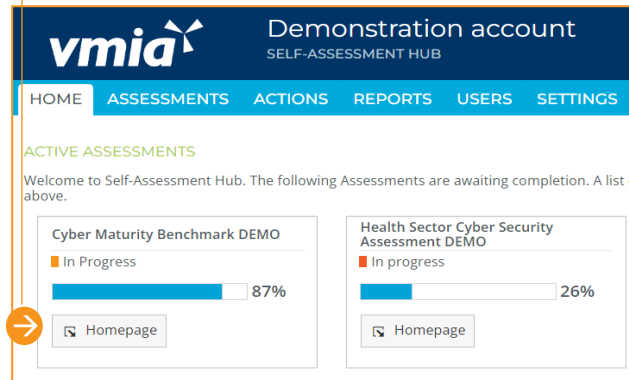 vmia
Demonstration account
SELF-ASSESSMENT HUB
HOME ASSESSMENTS ACTIONS REPORTS USERS SETTINGS
ACTIVE ASSESSMENTS
Welcome to Self-Assessment Hub. The following Assessments are awaiting completion. A list
above.
Cyber Maturity Benchmark DEMO
In Progress
87%
Homepage
Health Sector Cyber Security
Assessment DEMO
In progress
26%
Homepage